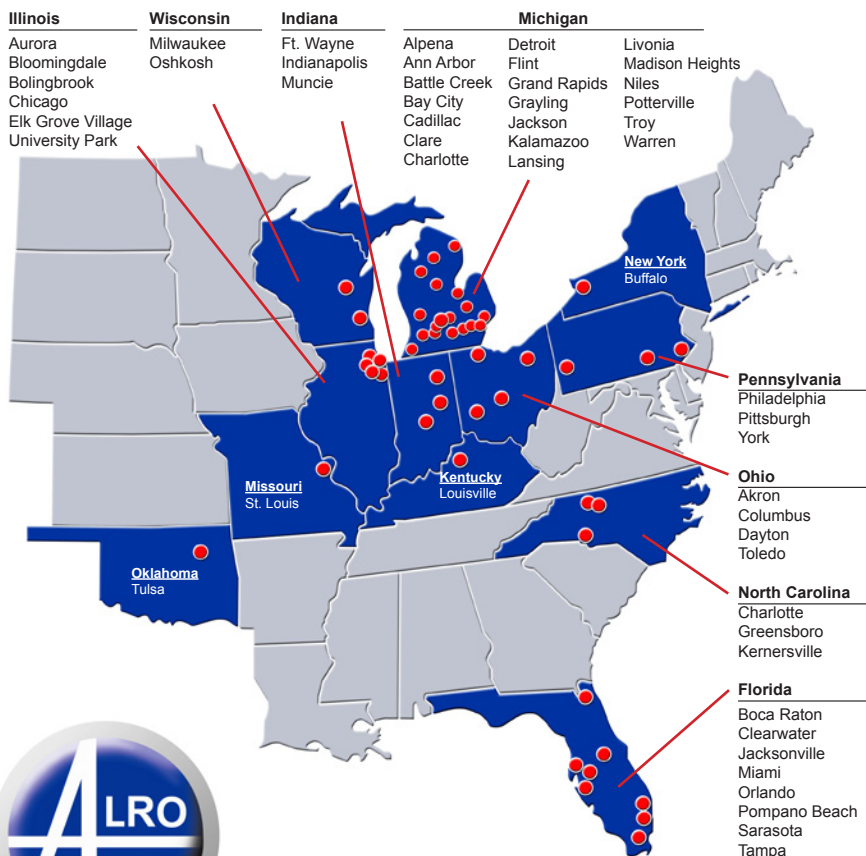 Illinois
Aurora
Bloomingdale
Bolingbrook
Chicago
Elk Grove Village
University Park
Wisconsin
Milwaukee
Oshkosh
Indiana
Ft. Wayne
Indianapolis
Muncie
Michigan
Alpena
Ann Arbor
Battle Creek
Bay City
Cadillac
Clare
Charlotte
Detroit
Flint
Grand Rapids
Grayling
Jackson
Kalamazoo
Lansing
Livonia
Madison Heights
Niles
Potterville
Troy
Warren
New York
Buffalo
Pennsylvania
Philadelphia
Pittsburgh
York
Ohio
Akron
Columbus
Dayton
Toledo
Missouri
St. Louis
Kentucky
Louisville
Oklahoma
Tulsa
North Carolina
Charlotte
Greensboro
Kernersville
Florida
Boca Raton
Clearwater
Jacksonville
Miami
Orlando
Pompano Beach
Sarasota
Tampa
ALRO